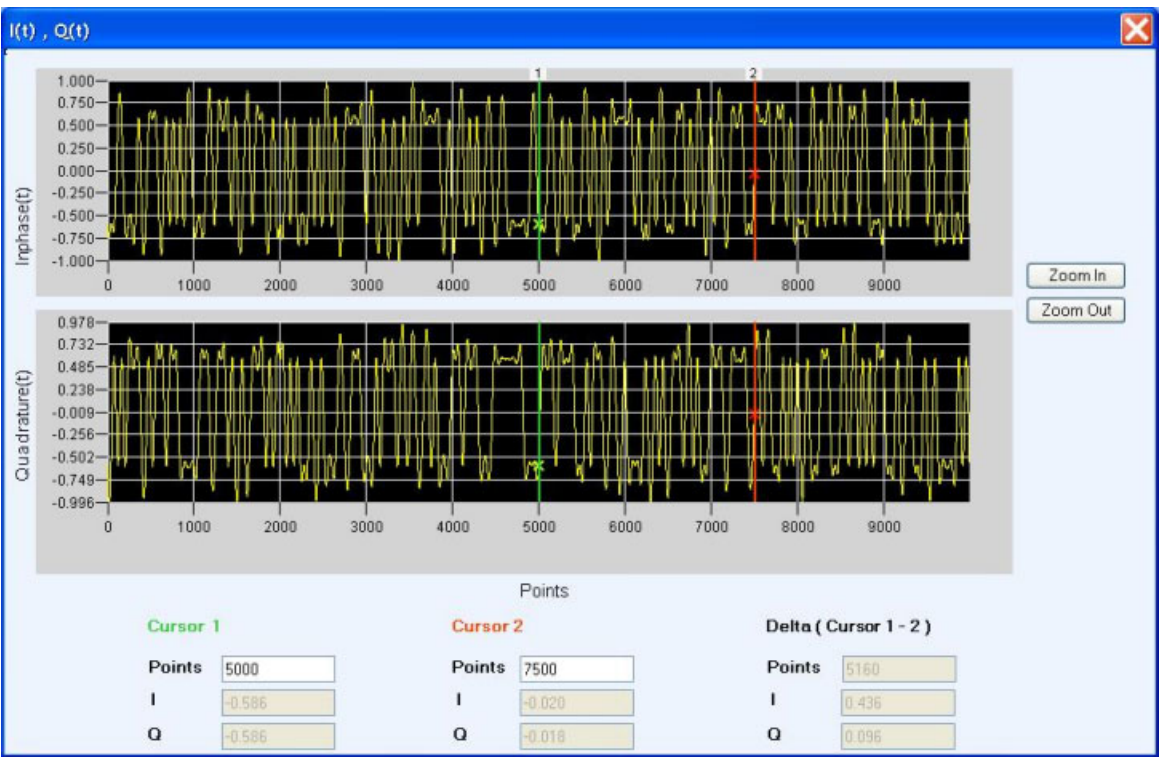 I(t) , Q(t)
1 2
Inphase(t)
1.000
0.750
0.500
0.250
0.000
-0.250
-0.500
-0.750
-1.000
0 1000 2000 3000 4000 5000 6000 7000 8000 9000
Zoom In
Zoom Out
Quadrature(t)
0.978
0.732
0.485
0.238
-0.009
-0.256
-0.502
-0.749
-0.996
0 1000 2000 3000 4000 5000 6000 7000 8000 9000
Points
Cursor 1 Cursor 2 Delta ( Cursor 1 - 2 )
Points 5000 Points 7500 Points 5160
I -0.586 I -0.020 I 0.436
Q -0.586 Q -0.018 Q 0.096